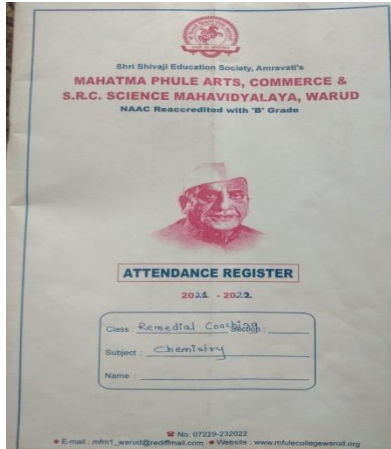 Shri Shivaji Education Society, Amravati's
MAHATMA PHULE ARTS, COMMERCE &
S.R.C. SCIENCE MAHAVIDYALAYA, WARUD
NAAC Reaccredited with 'B' Grade
ATTENDANCE REGISTER
2021 - 2022
Class : Remedial Coaching Section :
Subject : Chemistry
Name :
No. 07229-232022
E-mail : mfm1_warud@rediffmail.com Website : www.mfulecollegewarud.org